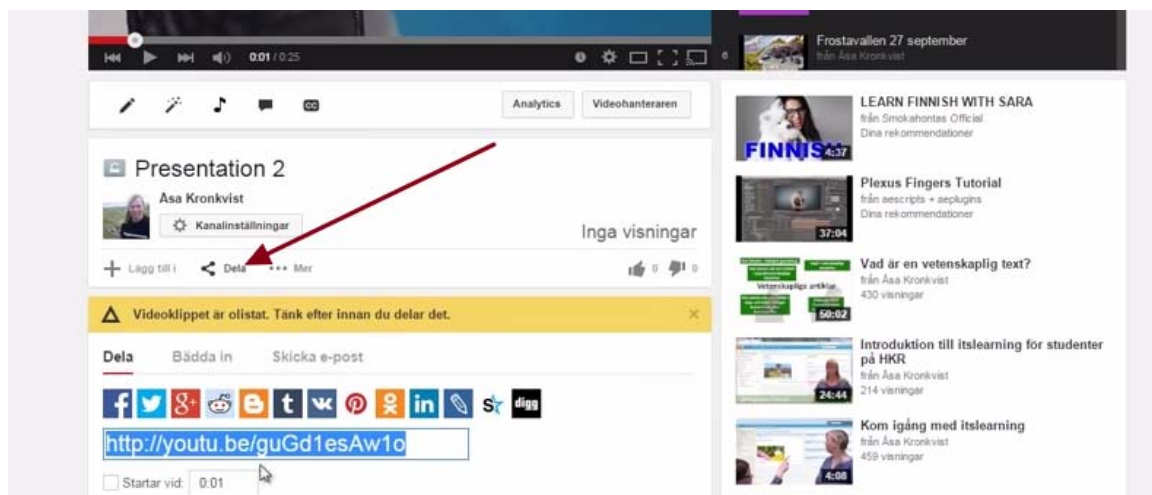 0:01 / 0:25
Analytics
Videohanteraren
Presentation 2
Åsa Kronkvist
Kanalinställningar
Inga visningar
Lägg till i
Dela
Mer
0
0
Videoklippet är olistat. Tänk efter innan du delar det.
Dela
Bädda in
Skicka e-post
digg
http://youtu.be/guGd1esAw1o
Startar vid:
0:01
6
Frostavallen 27 september
från Åsa Kronkvist
LEARN FINNISH WITH SARA
från Smokahontas Official
Dina rekommendationer
FINNISH
4:37
Plexus Fingers Tutorial
från aescripts + aeplugins
Dina rekommendationer
37:04
Vad är en vetenskaplig text?
från Åsa Kronkvist
430 visningar
Vetenskapliga artiklar
50:02
Introduktion till itslearning för studenter
på HKR
från Åsa Kronkvist
214 visningar
24:44
Kom igång med itslearning
från Åsa Kronkvist
459 visningar
4:08